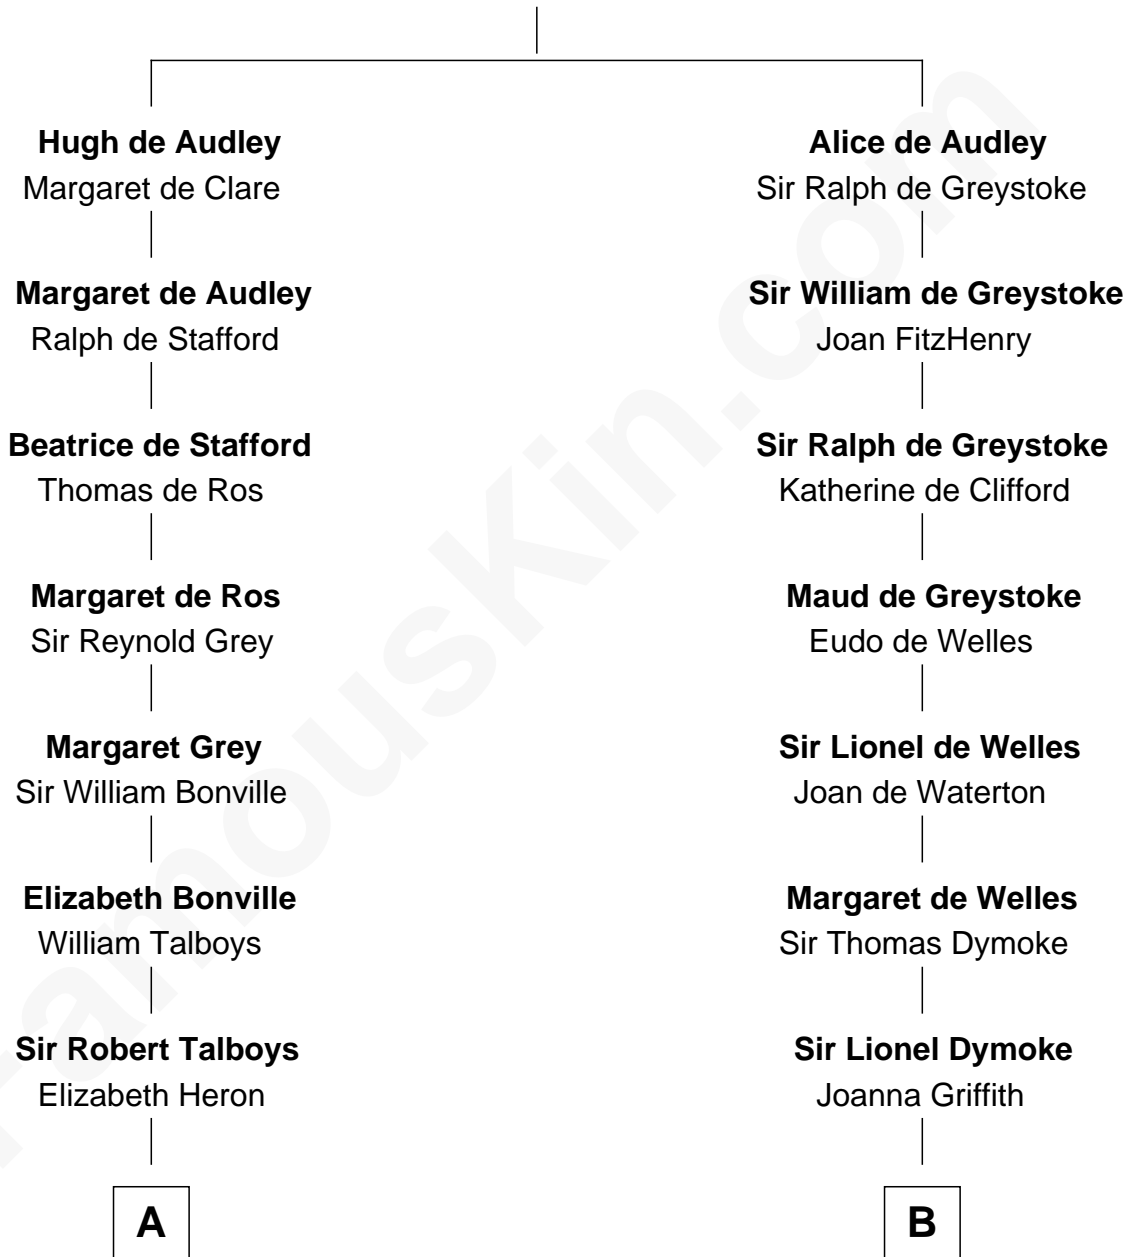 Hugh de Audley
Margaret de Clare
Margaret de Audley
Ralph de Stafford
Beatrice de Stafford
Thomas de Ros
Margaret de Ros
Sir Reynold Grey
Margaret Grey
Sir William Bonville
Elizabeth Bonville
William Talboys
Sir Robert Talboys
Elizabeth Heron
A
Alice de Audley
Sir Ralph de Greystoke
Sir William de Greystoke
Joan FitzHenry
Sir Ralph de Greystoke
Katherine de Clifford
Maud de Greystoke
Eudo de Welles
Sir Lionel de Welles
Joan de Waterton
Margaret de Welles
Sir Thomas Dymoke
Sir Lionel Dymoke
Joanna Griffith
B
FamousKin.com